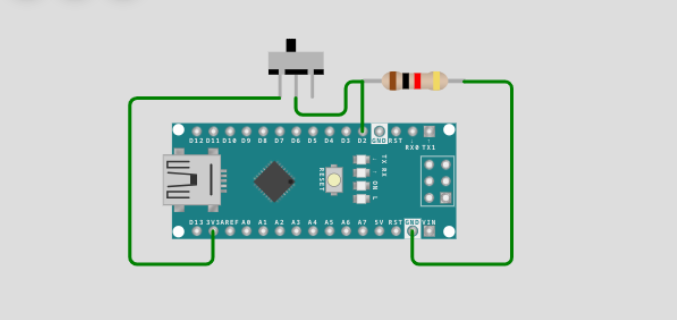 D12 D11 D10 D9 D8 D7 D6 D5 D4 D3 D2 GND RST
RX0 TX1
RESET
TX RX
ON L
D13 3V3 AREF A0 A1 A2 A3 A4 A5 A6 A7 5V RST GND VIN